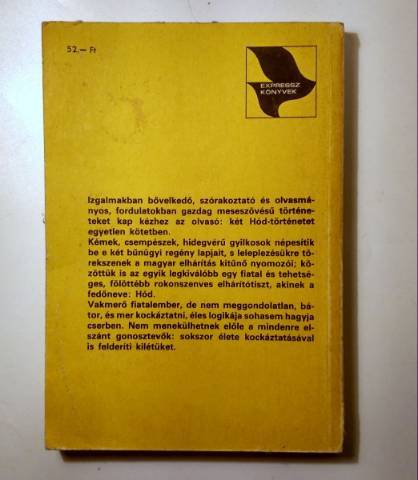 52.— Ft
EXPRESSZ
KÖNYVEK
Izgalmakban bővelkedő, szórakoztató és olvasmá-
nyos, fordulatokban gazdag meseszövésű történe-
teket kap kézhez az olvasó: két Hód-történetet
egyetlen kötetben.
Kémek, csempészek, hidegvérű gyilkosok népesítik
be e két bűnügyi regény lapjait, s leleplezésükre tö-
rekszenek a magyar elhárítás kitűnő nyomozói; kö-
zöttük is az egyik legkiválóbb egy fiatal és tehetsé-
ges, fölöttébb rokonszenves elhárítótiszt, akinek a
fedőneve: Hód.
Vakmerő fiatalember, de nem meggondolatlan, bá-
tor, és mer kockáztatni, éles logikája sohasem hagyja
cserben. Nem menekülhetnek előle a mindenre el-
szánt gonosztevők: sokszor élete kockáztatásával
is felderíti kilétüket.